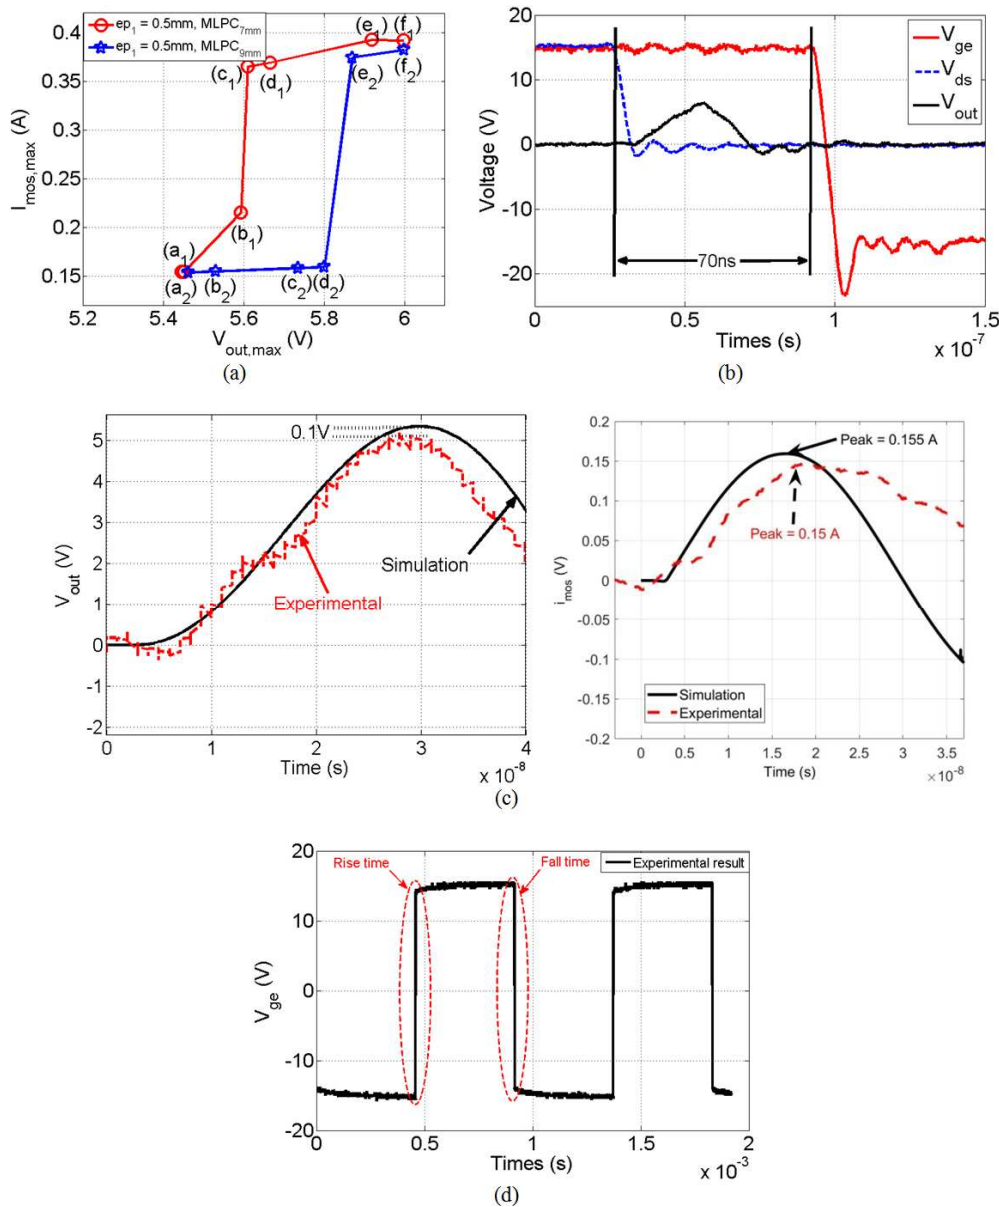 0.4
0.35
0.3
0.25
0.2
0.15
I_mos,max (A)
ep₁ = 0.5mm, MLPC_7mm
ep₁ = 0.5mm, MLPC_9mm
(a₁)
(b₁)
(c₁)
(d₁)
(e₁)
(f₁)
(a₂)
(b₂)
(c₂)
(d₂)
(e₂)
(f₂)
5.2 5.4 5.6 5.8 6 6.2
V_out,max (V)
(a)
20
10
0
-10
-20
Voltage (V)
V_ge
V_ds
V_out
70ns
0 0.5 1 1.5
Times (s)
x 10⁻⁷
(b)
5
4
3
2
1
0
-1
-2
V_out (V)
0.1V
Simulation
Experimental
0 1 2 3 4
Time (s)
x 10⁻⁸
0.2
0.15
0.1
0.05
0
-0.05
-0.1
-0.15
-0.2
i_mos (V)
Peak = 0.155 A
Peak = 0.15 A
Simulation
Experimental
0 0.5 1 1.5 2 2.5 3 3.5
Time (s)
×10⁻⁸
(c)
20
10
0
-10
-20
V_ge (V)
Rise time
Fall time
Experimental result
0 0.5 1 1.5 2
Times (s)
x 10⁻³
(d)